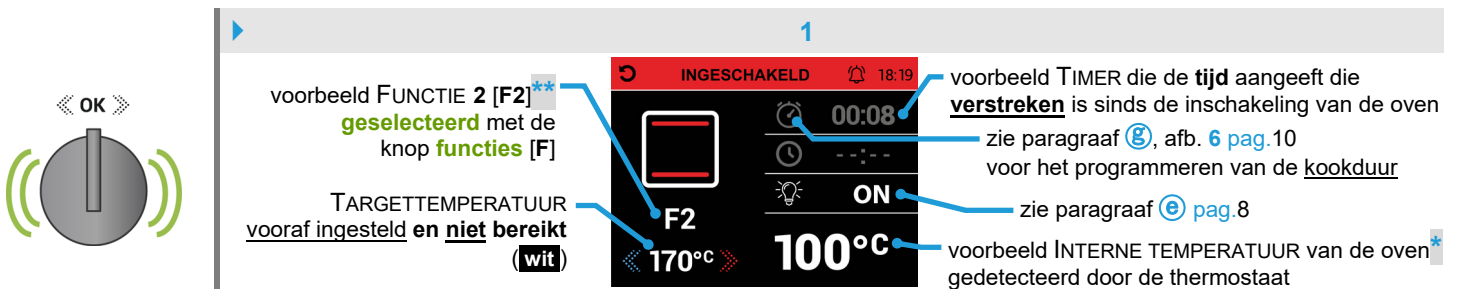 1
OK
voorbeeld FUNCTIE 2 [F2]**
geselecteerd met de
knop functies [F]
TARGETTEMPERATUUR
vooraf ingesteld en niet bereikt
(wit)
INGESCHAKELD 18:19
00:08
--:--
ON
F2
170°C
100°C
voorbeeld TIMER die de tijd aangeeft die
verstreken is sinds de inschakeling van de oven
zie paragraaf g, afb. 6 pag.10
voor het programmeren van de kookduur
zie paragraaf e pag.8
voorbeeld INTERNE TEMPERATUUR van de oven*
gedetecteerd door de thermostaat